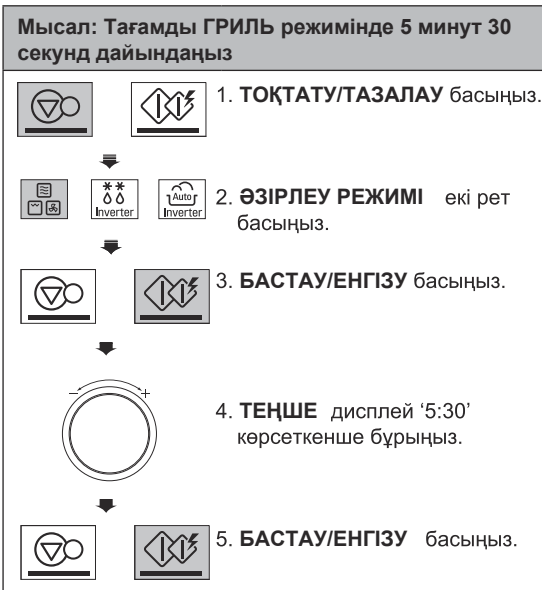 Мысал: Тағамды ГРИЛЬ режимінде 5 минут 30
секунд дайындаңыз
1. ТОҚТАТУ/ТАЗАЛАУ басыңыз.
Inverter
Auto
Inverter
2. ӘЗІРЛЕУ РЕЖИМІ екі рет
басыңыз.
3. БАСТАУ/ЕНГІЗУ басыңыз.
- +
4. ТЕҢШЕ дисплей ‘5:30’
көрсеткенше бұрыңыз.
5. БАСТАУ/ЕНГІЗУ басыңыз.